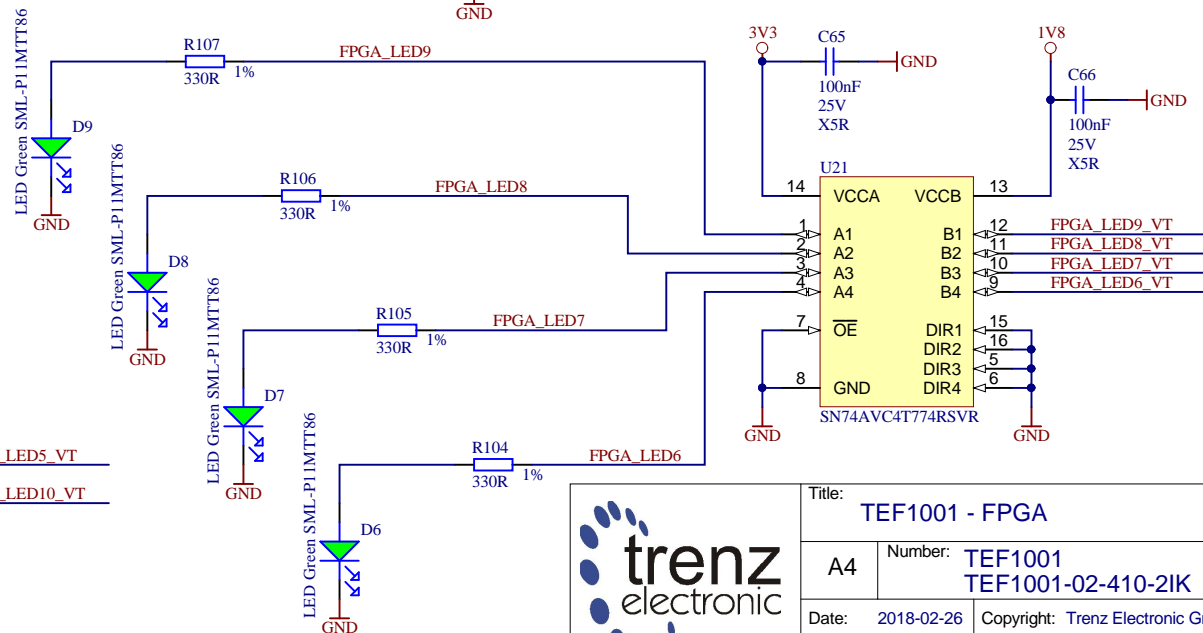 GND
LED Green SML-P11MTT86
R107
330R
1%
FPGA_LED9
D9
GND
LED Green SML-P11MTT86
R106
330R
1%
FPGA_LED8
D8
GND
LED Green SML-P11MTT86
R105
330R
1%
FPGA_LED7
D7
GND
LED Green SML-P11MTT86
R104
330R
1%
FPGA_LED6
D6
GND
_LED5_VT
_LED10_VT
3V3
C65
100nF
25V
X5R
GND
1V8
C66
100nF
25V
X5R
GND
U21
14 VCCA VCCB 13
1 A1 B1 12 FPGA_LED9_VT
2 A2 B2 11 FPGA_LED8_VT
3 A3 B3 10 FPGA_LED7_VT
4 A4 B4 9 FPGA_LED6_VT
7 OE DIR1 15
DIR2 16
DIR3 5
8 GND DIR4 6
SN74AVC4T774RSVR
GND
GND
trenz
electronic
Title:
TEF1001 - FPGA
A4
Number: TEF1001
TEF1001-02-410-2IK
Date: 2018-02-26
Copyright: Trenz Electronic